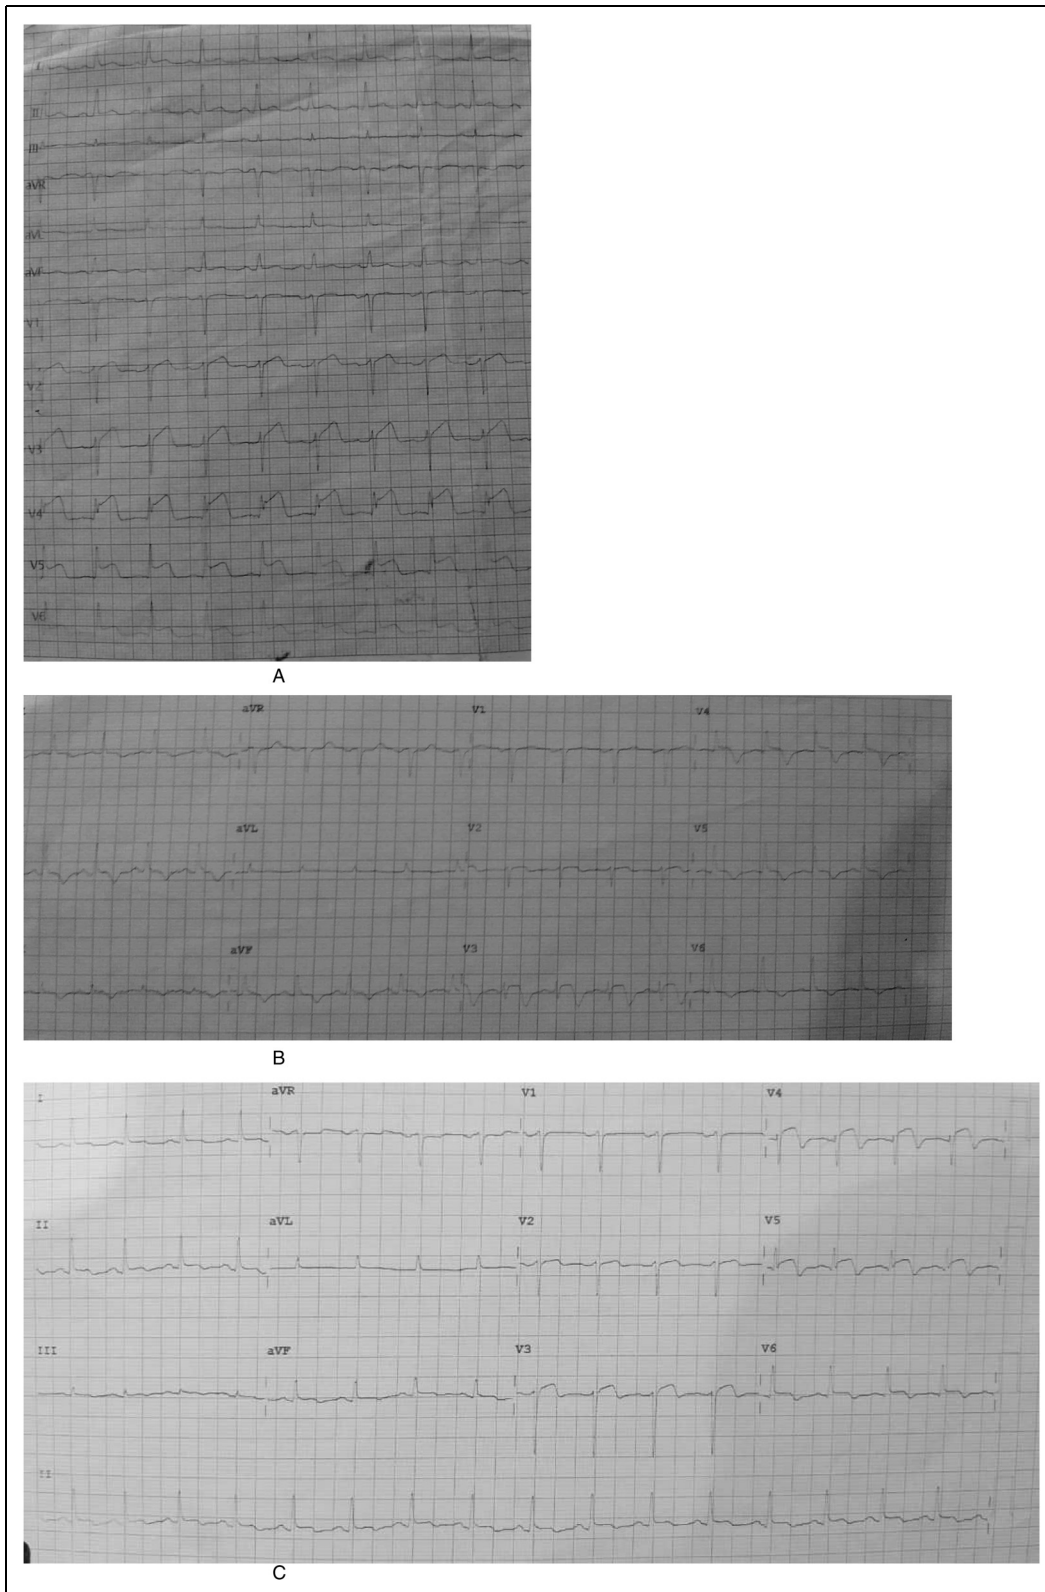 I
II
III
aVR
aVL
aVF
V1
V2
V3
V4
V5
V6
A
aVR V1 V4
aVL V2 V5
aVF V3 V6
B
I aVR V1 V4
II aVL V2 V5
III aVF V3 V6
II
C